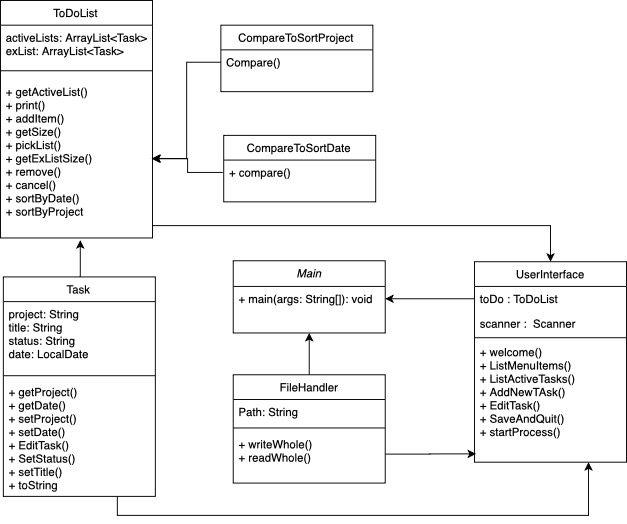 ToDoList
activeLists: ArrayList<Task>
exList: ArrayList<Task>
+ getActiveList()
+ print()
+ addItem()
+ getSize()
+ pickList()
+ getExListSize()
+ remove()
+ cancel()
+ sortByDate()
+ sortByProject
CompareToSortProject
Compare()
CompareToSortDate
+ compare()
Task
project: String
title: String
status: String
date: LocalDate
+ getProject()
+ getDate()
+ setProject()
+ setDate()
+ EditTask()
+ SetStatus()
+ setTitle()
+ toString
Main
+ main(args: String[]): void
FileHandler
Path: String
+ writeWhole()
+ readWhole()
UserInterface
toDo : ToDoList
scanner : Scanner
+ welcome()
+ ListMenuItems()
+ ListActiveTasks()
+ AddNewTAsk()
+ EditTask()
+ SaveAndQuit()
+ startProcess()